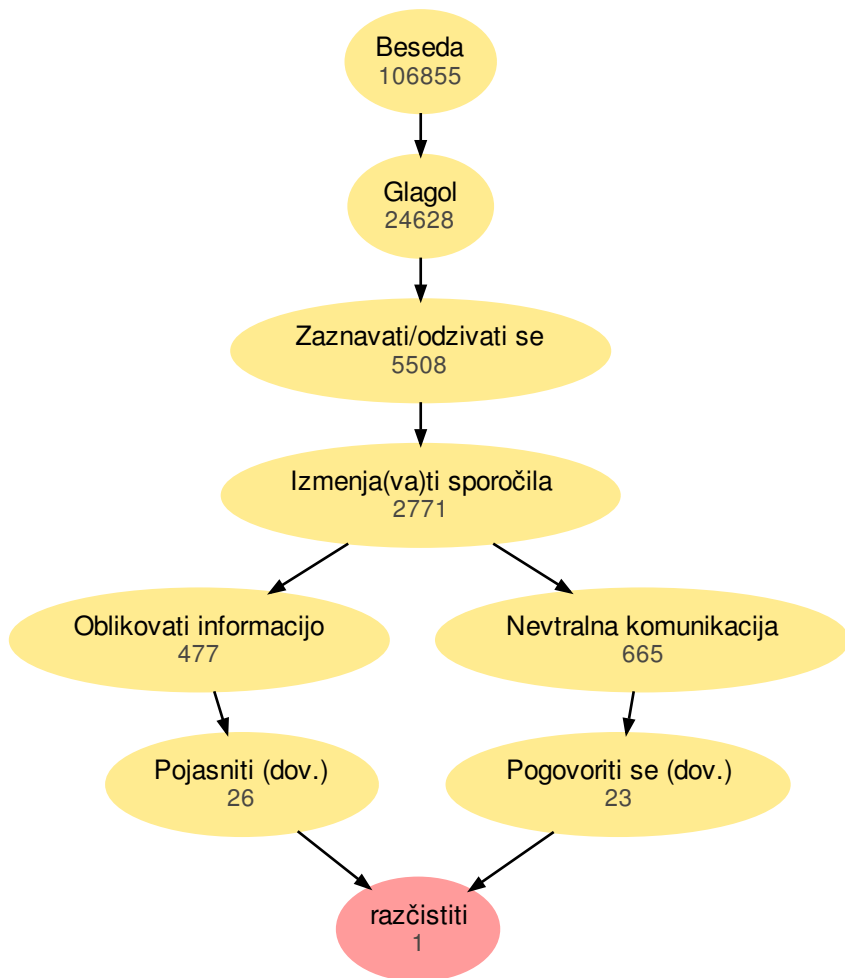 Beseda
106855
Glagol
24628
Zaznavati/odzivati se
5508
Izmenja(va)ti sporočila
2771
Oblikovati informacijo
477
Nevtralna komunikacija
665
Pojasniti (dov.)
26
Pogovoriti se (dov.)
23
razčistiti
1